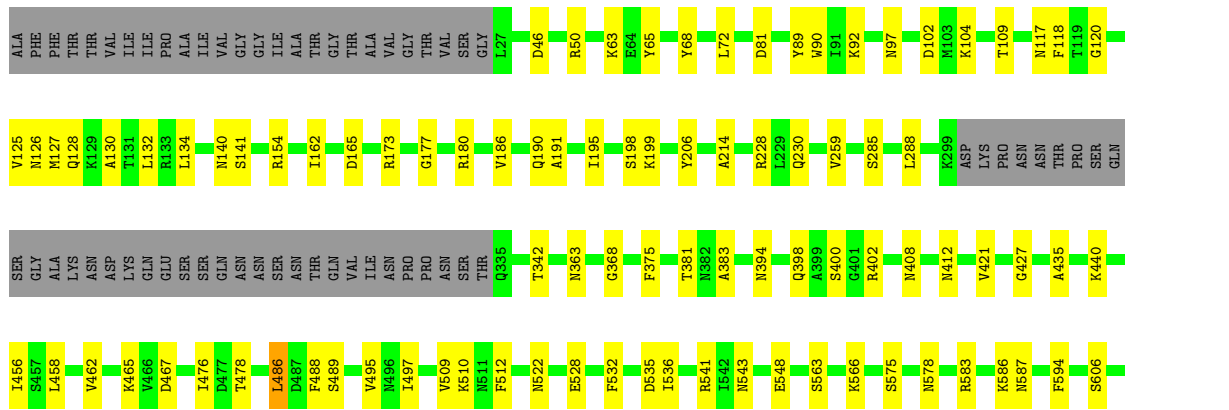 ALA PHE PHE THR THR VAL ILE ILE PRO ALA ILE VAL GLY GLY ILE ALA THR GLY THR ALA VAL GLY THR VAL SER GLY L27 D46 R50 K63 E64 Y65 Y68 L72 D81 Y89 W90 I91 K92 N97 D102 M103 K104 T109 N117 F118 T119 G120
V125 N126 M127 Q128 K129 A130 T131 L132 R133 L134 N140 S141 R154 I162 D165 R173 G177 R180 V186 Q190 A191 I195 S198 K199 Y206 A214 R228 L229 Q230 V259 S285 L288 K299 ASP LYS PRO ASN ASN THR PRO SER GLN
SER GLY ALA LYS ASN ASP LYS GLN GLU SER SER GLN ASN ASN SER ASN THR GLN VAL ILE ASN PRO PRO ASN SER THR Q335 T342 N363 G368 F375 T381 N382 A383 N394 Q398 A399 S400 G401 R402 N408 N412 V421 G427 A435 K440
I456 S457 L458 V462 K465 V466 D467 I476 D477 T478 L486 D487 F488 S489 V495 N496 I497 V509 K510 N511 F512 N522 E528 F532 D535 I536 R541 I542 N543 E548 S563 K566 S575 N578 R583 K586 N587 F594 S606